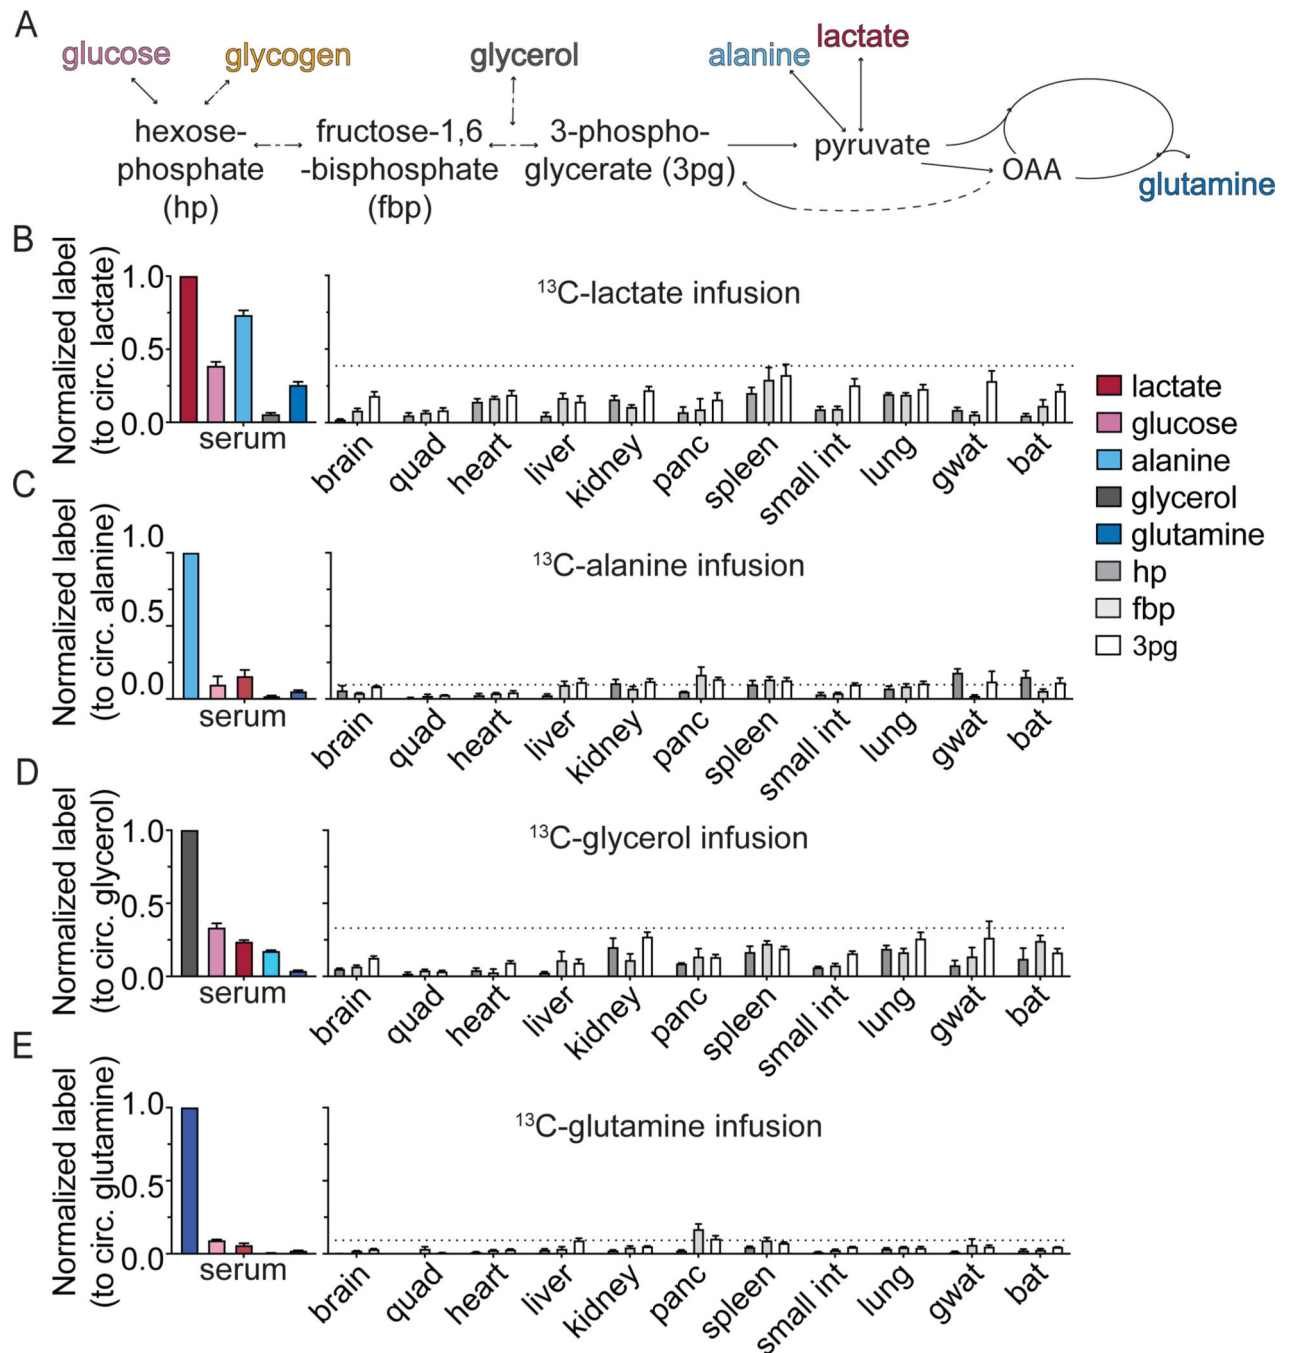 A
glucose
glycogen
glycerol
alanine
lactate
hexose-
phosphate
(hp)
fructose-1,6
-bisphosphate
(fbp)
3-phospho-
glycerate (3pg)
pyruvate
OAA
glutamine
B
Normalized label
(to circ. lactate)
1.0
0.5
0.0
serum
13C-lactate infusion
brain
quad
heart
liver
kidney
panc
spleen
small int
lung
gwat
bat
lactate
glucose
alanine
glycerol
glutamine
hp
fbp
3pg
C
Normalized label
(to circ. alanine)
1.0
0.5
0.0
serum
13C-alanine infusion
brain
quad
heart
liver
kidney
panc
spleen
small int
lung
gwat
bat
D
Normalized label
(to circ. glycerol)
1.0
0.5
0.0
serum
13C-glycerol infusion
brain
quad
heart
liver
kidney
panc
spleen
small int
lung
gwat
bat
E
Normalized label
(to circ. glutamine)
1.0
0.5
0.0
serum
13C-glutamine infusion
brain
quad
heart
liver
kidney
panc
spleen
small int
lung
gwat
bat